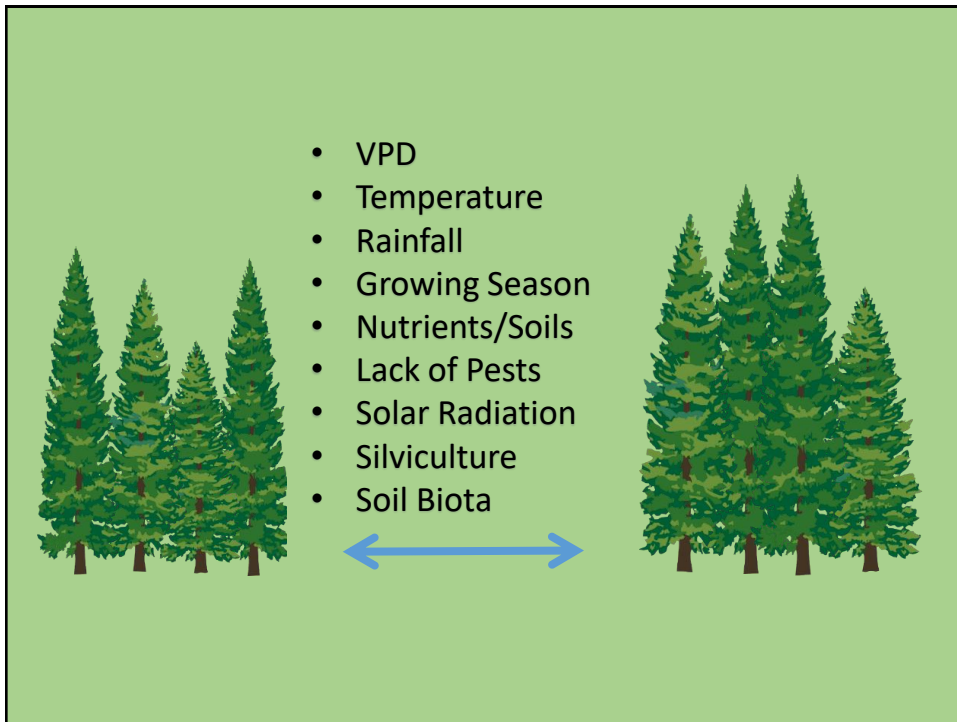 • VPD
• Temperature
• Rainfall
• Growing Season
• Nutrients/Soils
• Lack of Pests
• Solar Radiation
• Silviculture
• Soil Biota